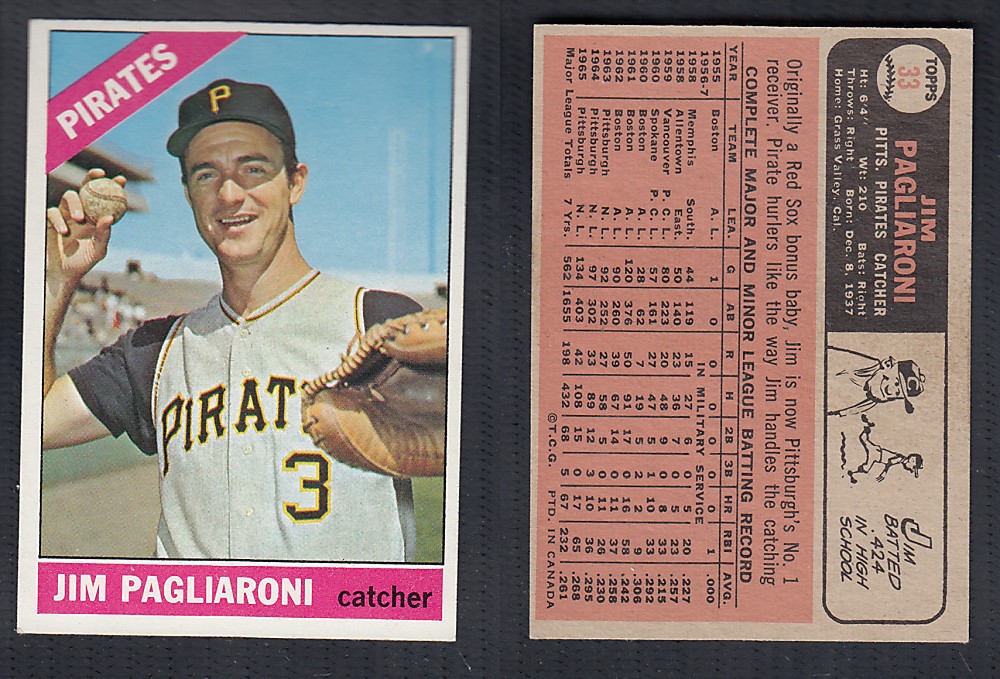 PIRATES
P
PIRAT
3
JIM PAGLIARONI catcher
TOPPS
33
JIM
PAGLIARONI
PITTS. PIRATES CATCHER
Ht: 6'4" Wt: 210 Bats: Right
Throws: Right Born: Dec. 8, 1937
Home: Grass Valley, Cal.
C
JIM
BATTED
.424
IN HIGH
SCHOOL
Originally a Red Sox bonus baby, Jim is now Pittsburgh's No. 1
receiver. Pirate hurlers like the way Jim handles the catching
COMPLETE MAJOR AND MINOR LEAGUE BATTING RECORD
YEAR TEAM LEA. G AB R H 2B 3B HR RBI AVG.
1955 Boston A. L. 1 0 0 0 0 0 0 1 .000
1956-7 IN MILITARY SERVICE
1958 Memphis South. 44 119 15 27 6 0 5 20 .227
1958 Allentown East. 50 140 23 36 7 5 27 .257
1959 Vancouver P. C. L. 80 223 20 48 5 0 8 33 .215
1960 Spokane P. C. L. 57 161 27 47 9 1 10 33 .292
1960 Boston A. L. 28 62 7 19 5 2 2 9 .306
1961 Boston A. L. 120 376 50 91 17 0 16 58 .242
1962 Boston A. L. 90 260 39 67 14 0 11 37 .258
1963 Pittsburgh N. L. 92 252 27 58 5 0 11 26 .230
1964 Pittsburgh N. L. 97 302 33 89 12 3 10 36 .295
1965 Pittsburgh N. L. 134 403 42 108 15 0 17 65 .268
Major League Totals 7 Yrs. 562 1655 198 432 68 5 67 232 .261
©T.C.G. PTD. IN CANADA